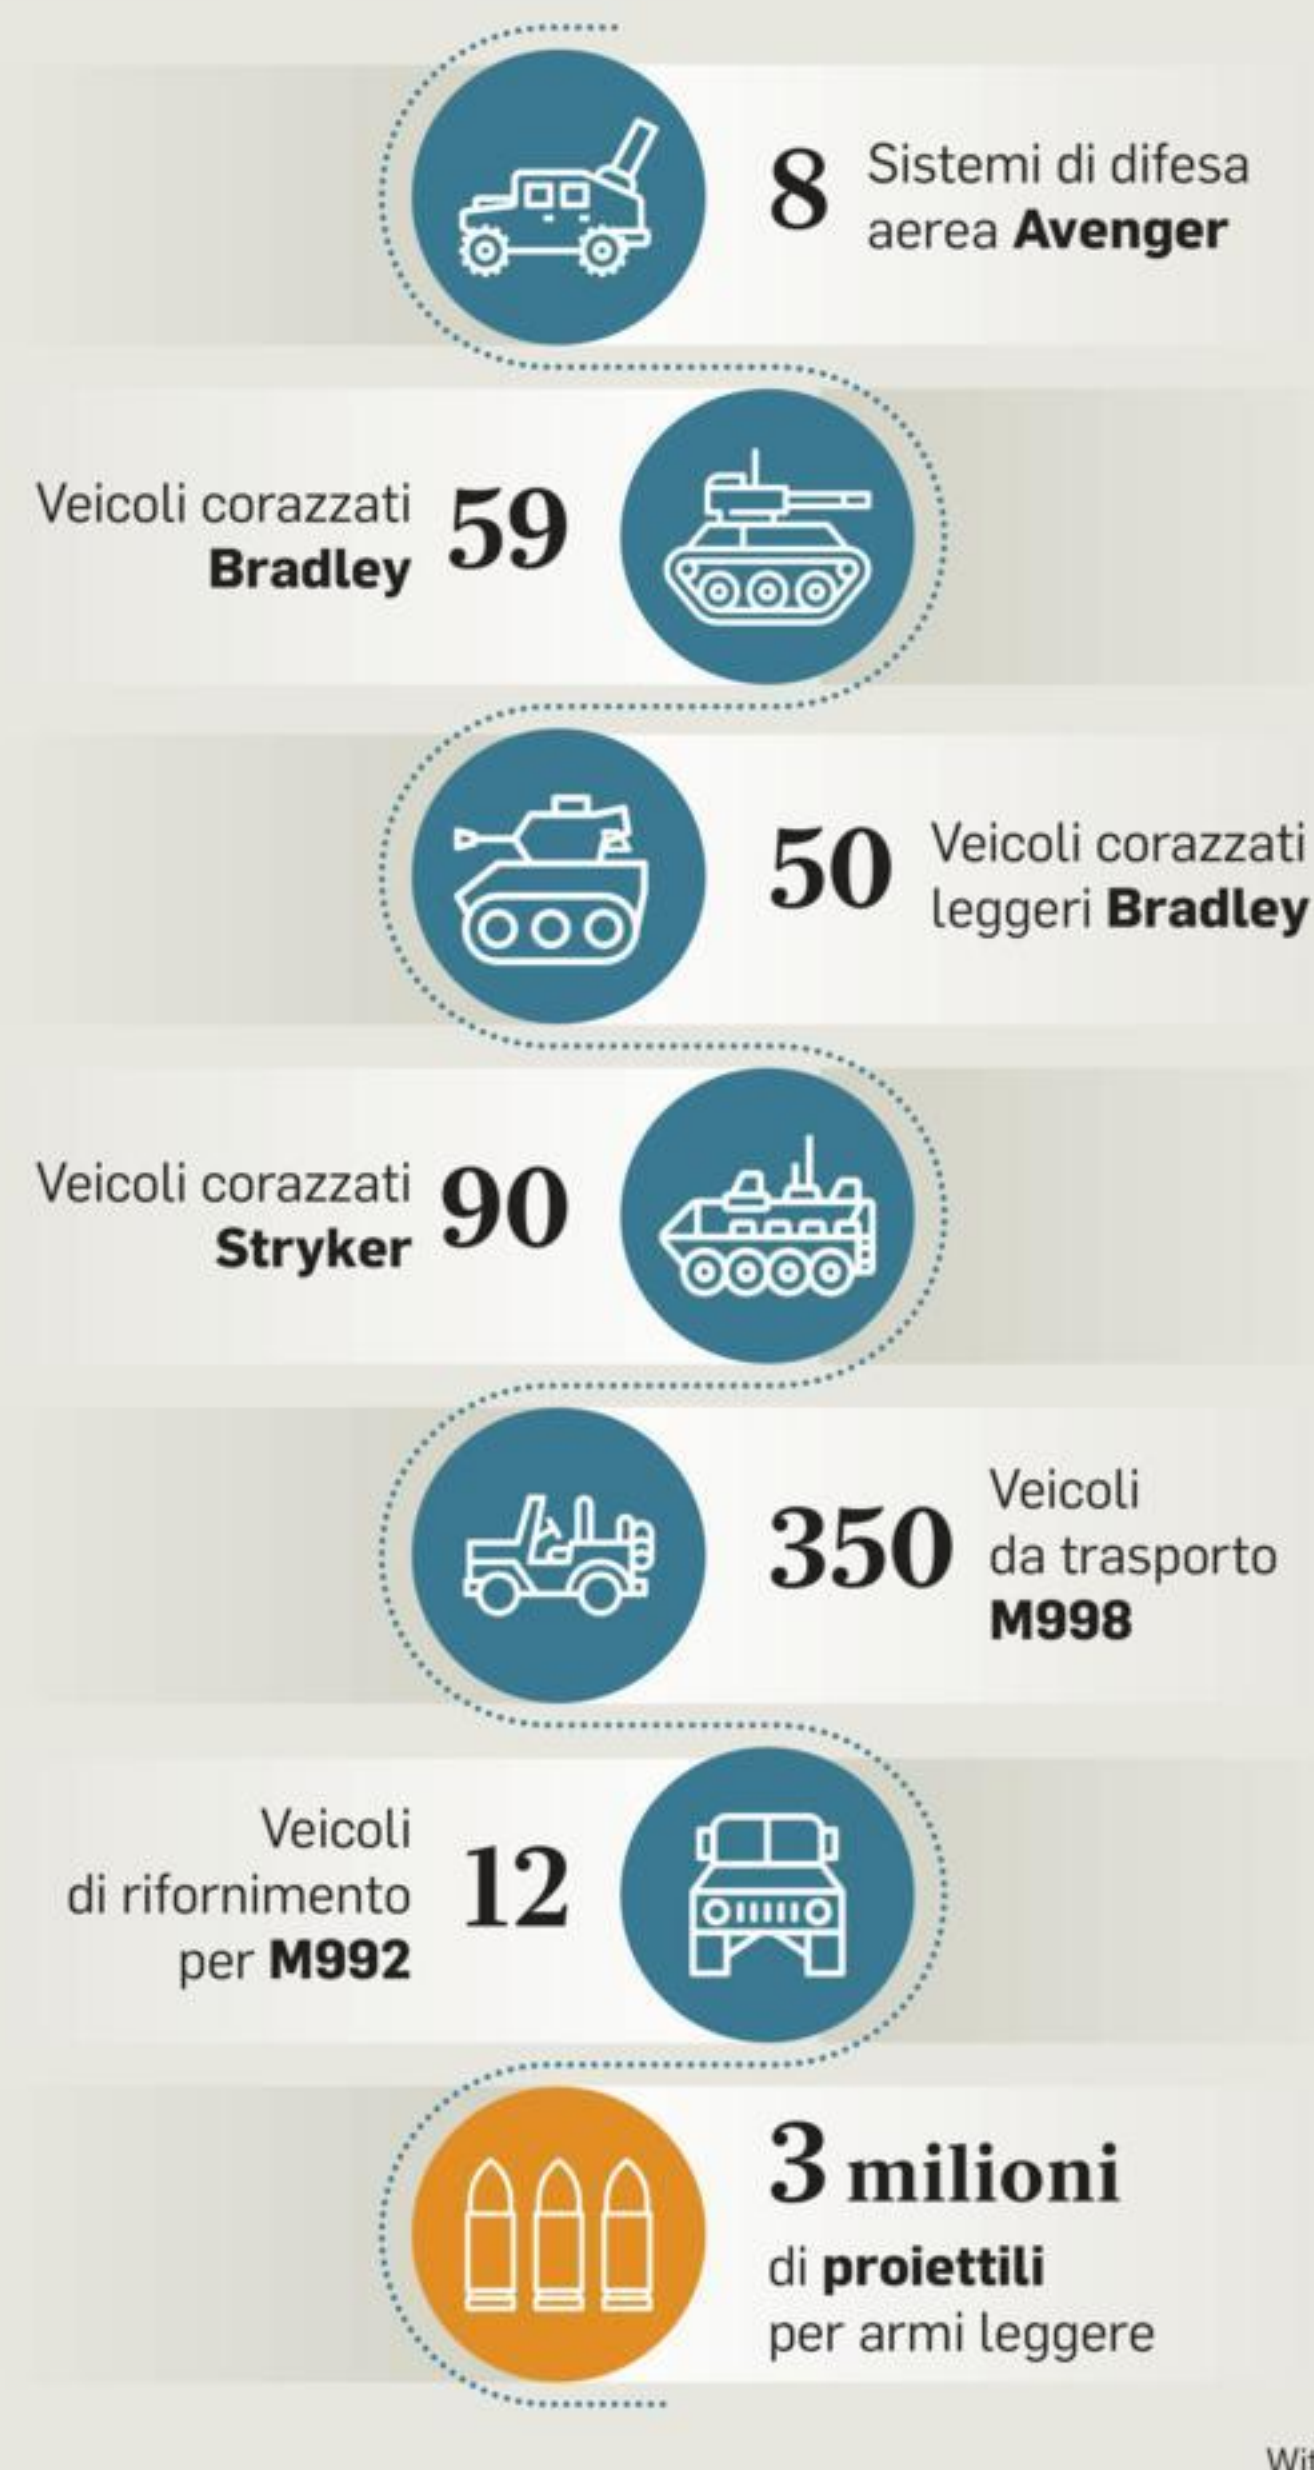 8 Sistemi di difesa
aerea Avenger
Veicoli corazzati 59
Bradley
50 Veicoli corazzati
leggeri Bradley
Veicoli corazzati 90
Stryker
350 Veicoli
da trasporto
M998
Veicoli
di rifornimento 12
per M992
3 milioni
di proiettili
per armi leggere
Wit